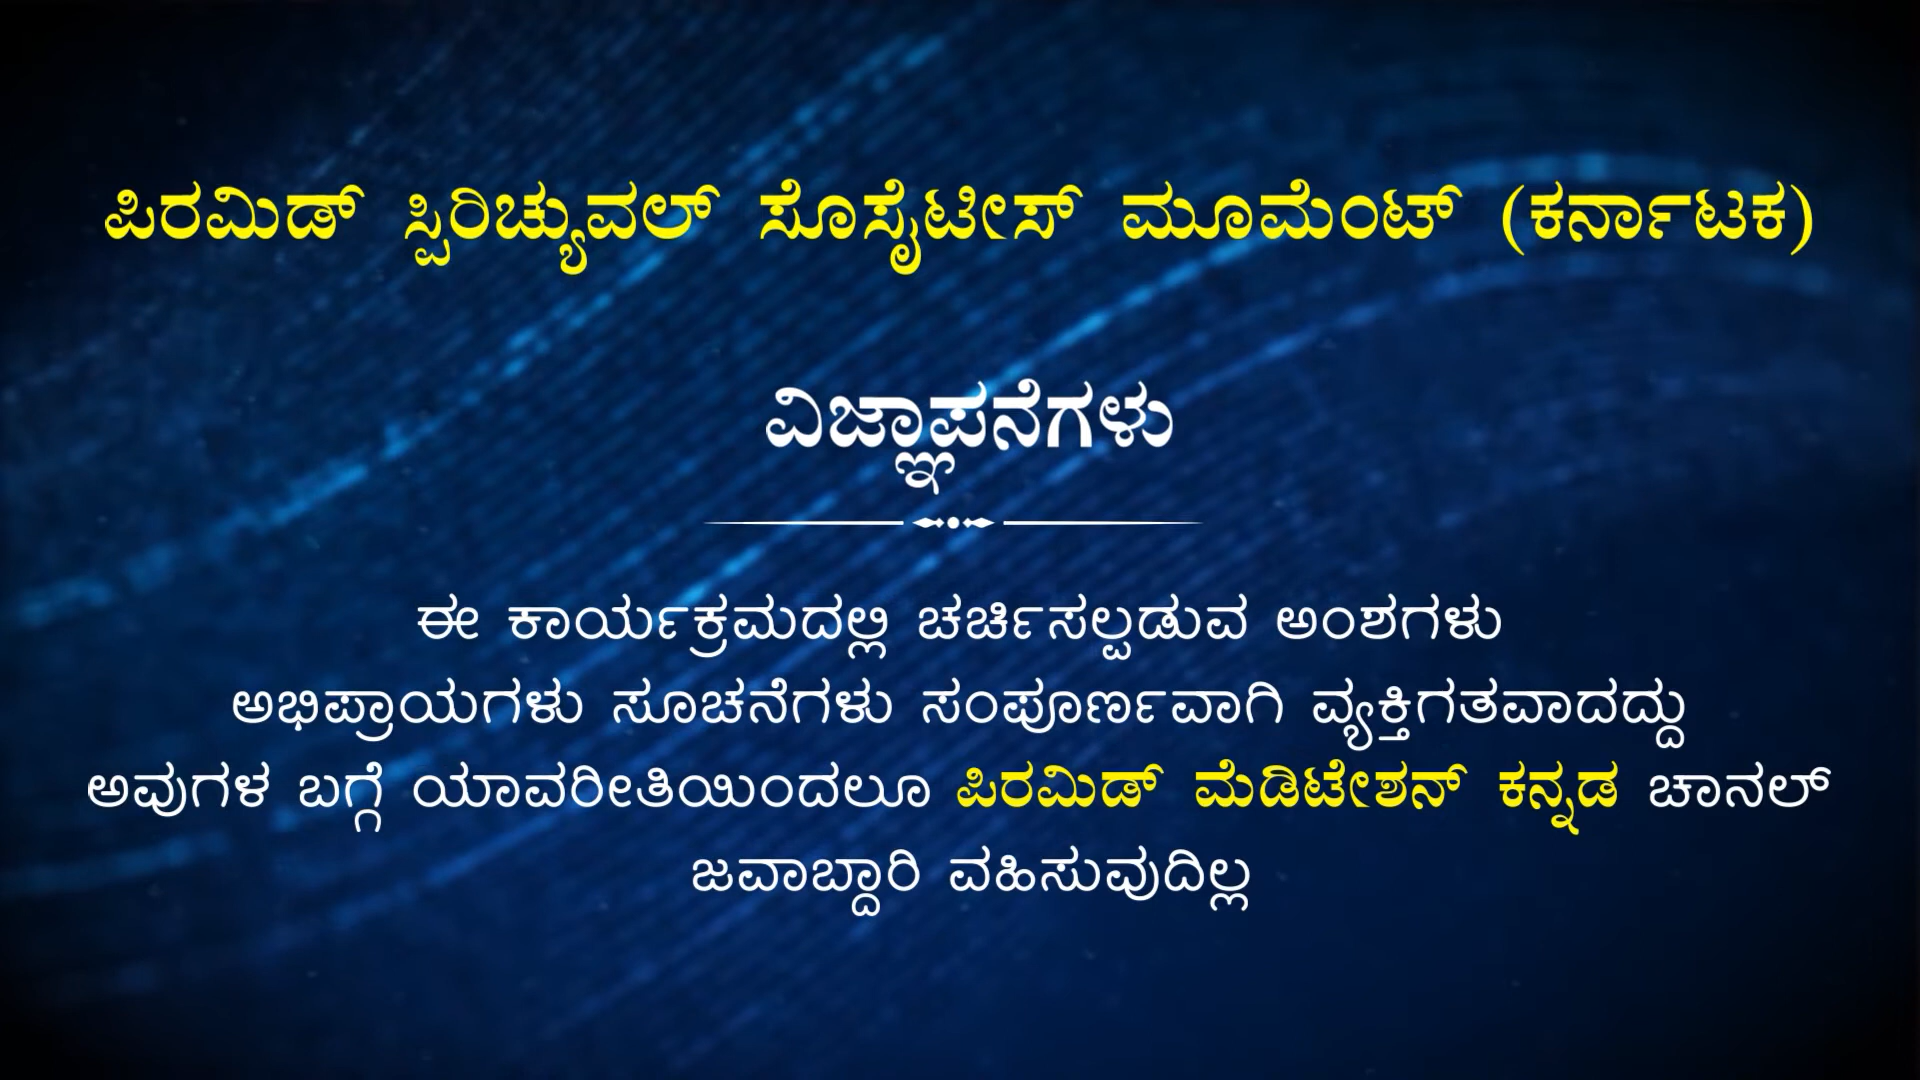 ಪಿರಮಿಡ್ ಸ್ಪಿರಿಚ್ಯುವಲ್ ಸೊಸೈಟೀಸ್ ಮೂಮೆಂಟ್ (ಕರ್ನಾಟಕ)
ವಿಜ್ಞಾಪನೆಗಳು
ಈ ಕಾರ್ಯಕ್ರಮದಲ್ಲಿ ಚರ್ಚಿಸಲ್ಪಡುವ ಅಂಶಗಳು
ಅಭಿಪ್ರಾಯಗಳು ಸೂಚನೆಗಳು ಸಂಪೂರ್ಣವಾಗಿ ವ್ಯಕ್ತಿಗತವಾದದ್ದು
ಅವುಗಳ ಬಗ್ಗೆ ಯಾವರೀತಿಯಿಂದಲೂ ಪಿರಮಿಡ್ ಮೆಡಿಟೇಶನ್ ಕನ್ನಡ ಚಾನಲ್
ಜವಾಬ್ದಾರಿ ವಹಿಸುವುದಿಲ್ಲ